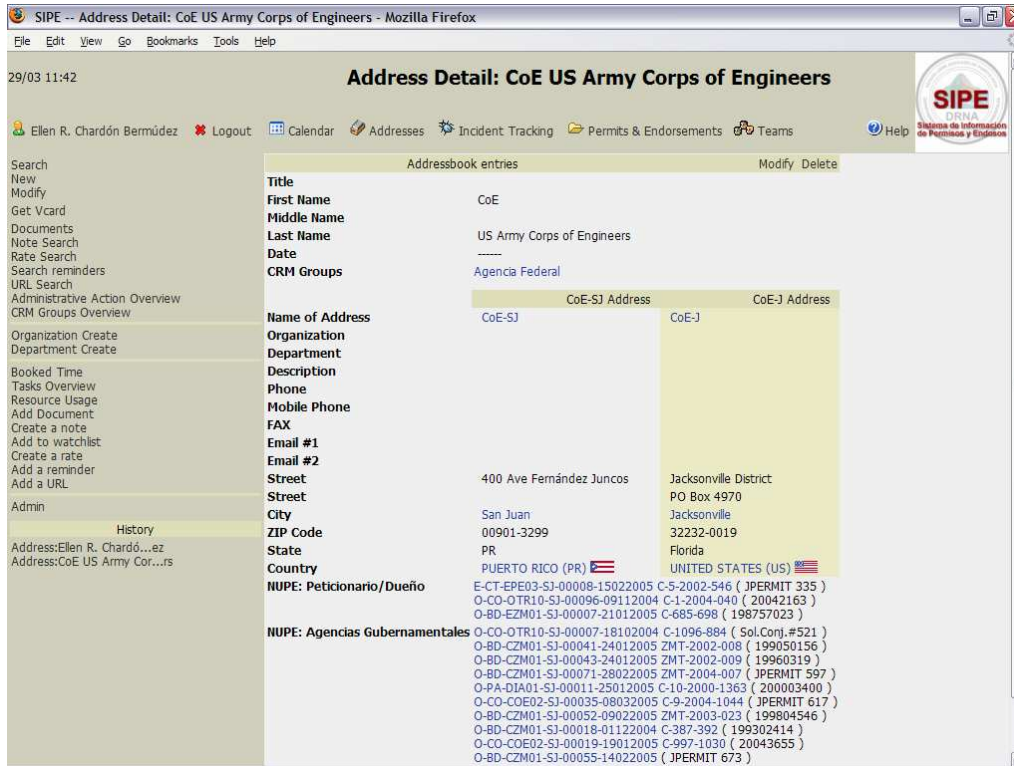 SIPE -- Address Detail: CoE US Army Corps of Engineers - Mozilla Firefox
File Edit View Go Bookmarks Tools Help
29/03 11:42
Address Detail: CoE US Army Corps of Engineers
SIPE
DRNA
Sistema de Información
de Permisos y Endosos
Ellen R. Chardón Bermúdez Logout Calendar Addresses Incident Tracking Permits & Endorsements Teams Help
Search
New
Modify
Get Vcard
Documents
Note Search
Rate Search
Search reminders
URL Search
Administrative Action Overview
CRM Groups Overview
Organization Create
Department Create
Booked Time
Tasks Overview
Resource Usage
Add Document
Create a note
Add to watchlist
Create a rate
Add a reminder
Add a URL
Admin
History
Address:Ellen R. Chardó...ez
Address:CoE US Army Cor...rs
Addressbook entries Modify Delete
Title
First Name CoE
Middle Name
Last Name US Army Corps of Engineers
Date ------
CRM Groups Agencia Federal
CoE-SJ Address CoE-J Address
Name of Address CoE-SJ CoE-J
Organization
Department
Description
Phone
Mobile Phone
FAX
Email #1
Email #2
Street 400 Ave Fernández Juncos Jacksonville District
Street PO Box 4970
City San Juan Jacksonville
ZIP Code 00901-3299 32232-0019
State PR Florida
Country PUERTO RICO (PR) UNITED STATES (US)
NUPE: Peticionario/Dueño E-CT-EPE03-SJ-00008-15022005 C-5-2002-546 ( JPERMIT 335 )
O-CO-OTR10-SJ-00096-09112004 C-1-2004-040 ( 20042163 )
O-BD-EZM01-SJ-00007-21012005 C-685-698 ( 198757023 )
NUPE: Agencias Gubernamentales O-CO-OTR10-SJ-00007-18102004 C-1096-884 ( Sol.Conj.#521 )
O-BD-CZM01-SJ-00041-24012005 ZMT-2002-008 ( 199050156 )
O-BD-CZM01-SJ-00043-24012005 ZMT-2002-009 ( 19960319 )
O-BD-CZM01-SJ-00071-28022005 ZMT-2004-007 ( JPERMIT 597 )
O-PA-DIA01-SJ-00011-25012005 C-10-2000-1363 ( 200003400 )
O-CO-COE02-SJ-00035-08032005 C-9-2004-1044 ( JPERMIT 617 )
O-BD-CZM01-SJ-00052-09022005 ZMT-2003-023 ( 199804546 )
O-BD-CZM01-SJ-00018-01122004 C-387-392 ( 199302414 )
O-CO-COE02-SJ-00019-19012005 C-997-1030 ( 20043655 )
O-BD-CZM01-SJ-00055-14022005 ( JPERMIT 673 )